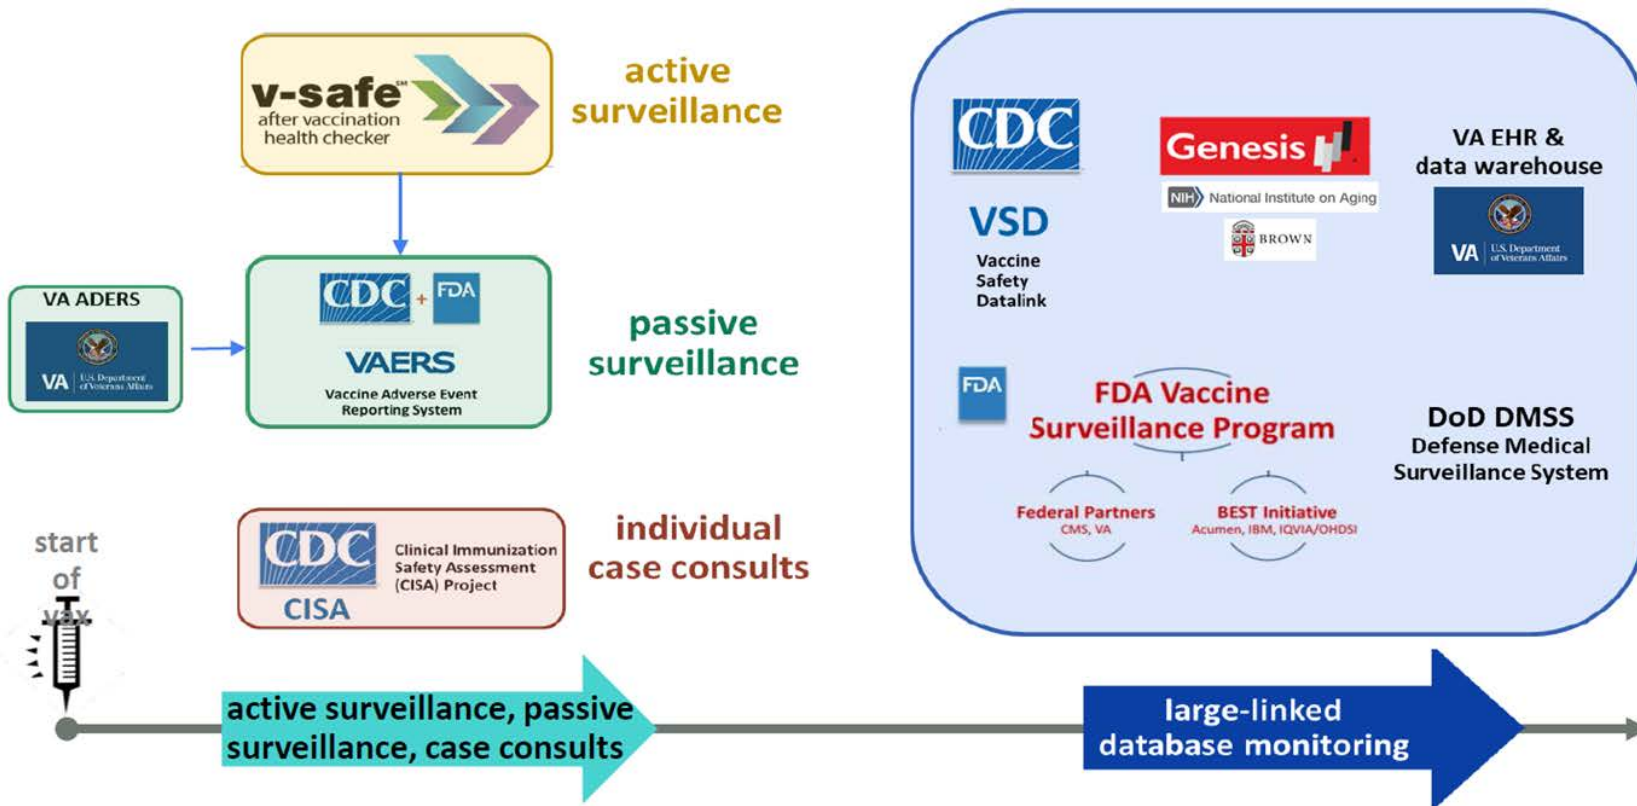 v-safe℠
after vaccination
health checker
active
surveillance
VA ADERS
VA
U.S. Department
of Veterans Affairs
CDC + FDA
VAERS
Vaccine Adverse Event
Reporting System
passive
surveillance
CDC
CISA
Clinical Immunization
Safety Assessment
(CISA) Project
individual
case consults
start
of
vax
CDC
VSD
Vaccine
Safety
Datalink
Genesis
NIH National Institute on Aging
BROWN
VA EHR &
data warehouse
VA
U.S. Department
of Veterans Affairs
FDA
FDA Vaccine
Surveillance Program
Federal Partners
CMS, VA
BEST Initiative
Acumen, IBM, IQVIA/OHDSI
DoD DMSS
Defense Medical
Surveillance System
active surveillance, passive
surveillance, case consults
large-linked
database monitoring